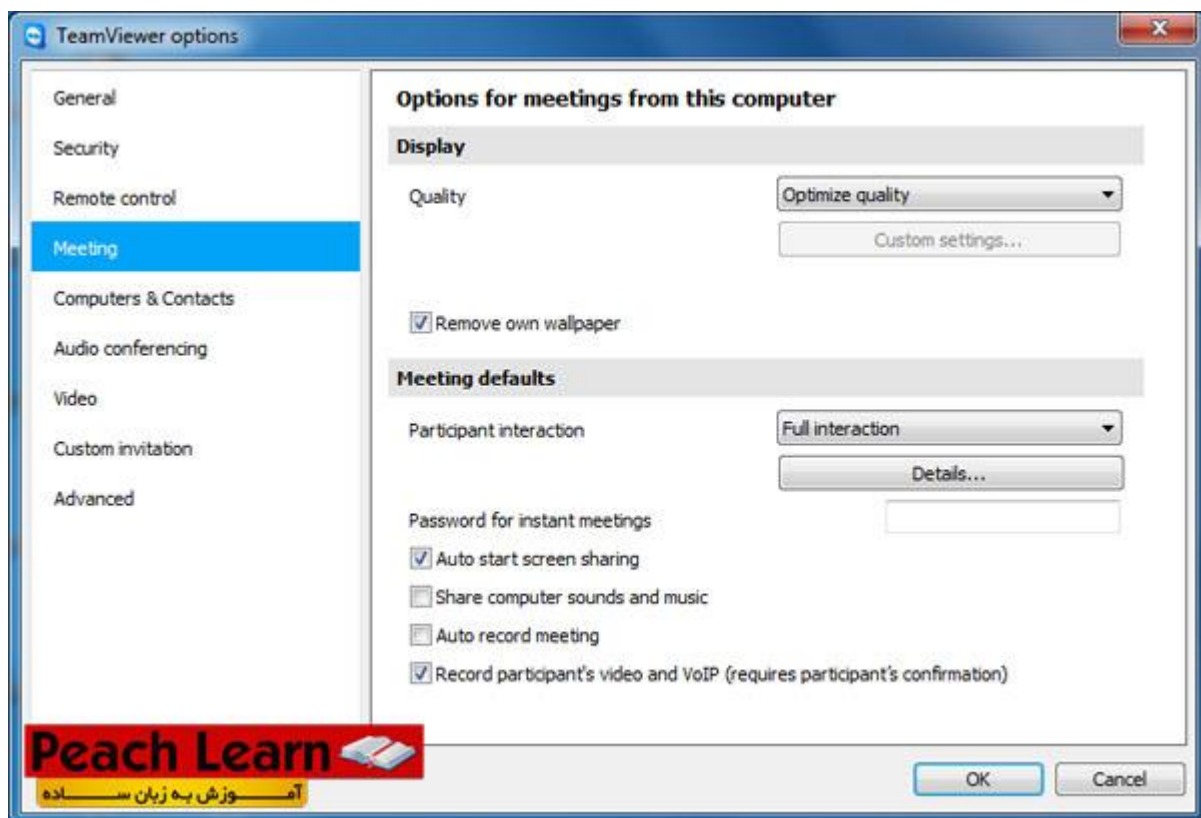 TeamViewer options
General
Security
Remote control
Meeting
Computers & Contacts
Audio conferencing
Video
Custom invitation
Advanced
Options for meetings from this computer
Display
Quality Optimize quality
Custom settings...
Remove own wallpaper
Meeting defaults
Participant interaction Full interaction
Details...
Password for instant meetings
Auto start screen sharing
Share computer sounds and music
Auto record meeting
Record participant's video and VoIP (requires participant's confirmation)
Peach Learn
آمـــوزش به زبان ســـاده
OK Cancel